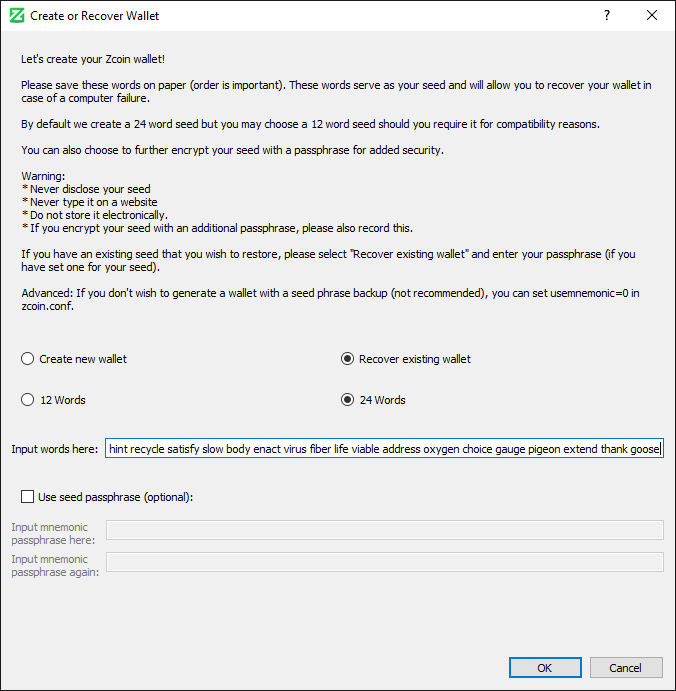 Create or Recover Wallet
Let's create your Zcoin wallet!
Please save these words on paper (order is important). These words serve as your seed and will allow you to recover your wallet in
case of a computer failure.
By default we create a 24 word seed but you may choose a 12 word seed should you require it for compatibility reasons.
You can also choose to further encrypt your seed with a passphrase for added security.
Warning:
* Never disclose your seed
* Never type it on a website
* Do not store it electronically.
* If you encrypt your seed with an additional passphrase, please also record this.
If you have an existing seed that you wish to restore, please select "Recover existing wallet" and enter your passphrase (if you
have set one for your seed).
Advanced: If you don't wish to generate a wallet with a seed phrase backup (not recommended), you can set usemnemonic=0 in
zcoin.conf.
Create new wallet Recover existing wallet
12 Words 24 Words
Input words here: hint recycle satisfy slow body enact virus fiber life viable address oxygen choice gauge pigeon extend thank goose
Use seed passphrase (optional):
Input mnemonic
passphrase here:
Input mnemonic
passphrase again:
OK Cancel